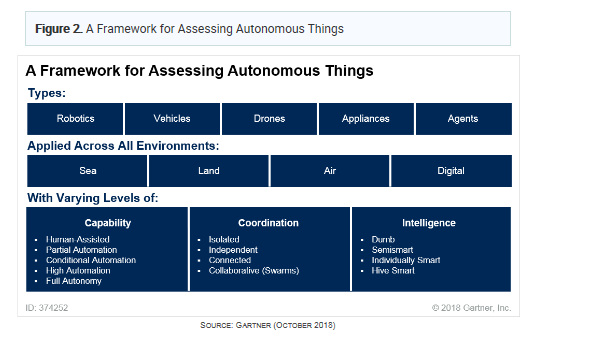 Figure 2. A Framework for Assessing Autonomous Things
A Framework for Assessing Autonomous Things
Types:
Robotics Vehicles Drones Appliances Agents
Applied Across All Environments:
Sea Land Air Digital
With Varying Levels of:
Capability
• Human-Assisted
• Partial Automation
• Conditional Automation
• High Automation
• Full Autonomy
Coordination
• Isolated
• Independent
• Connected
• Collaborative (Swarms)
Intelligence
• Dumb
• Semismart
• Individually Smart
• Hive Smart
ID: 374252 © 2018 Gartner, Inc.
SOURCE: GARTNER (OCTOBER 2018)